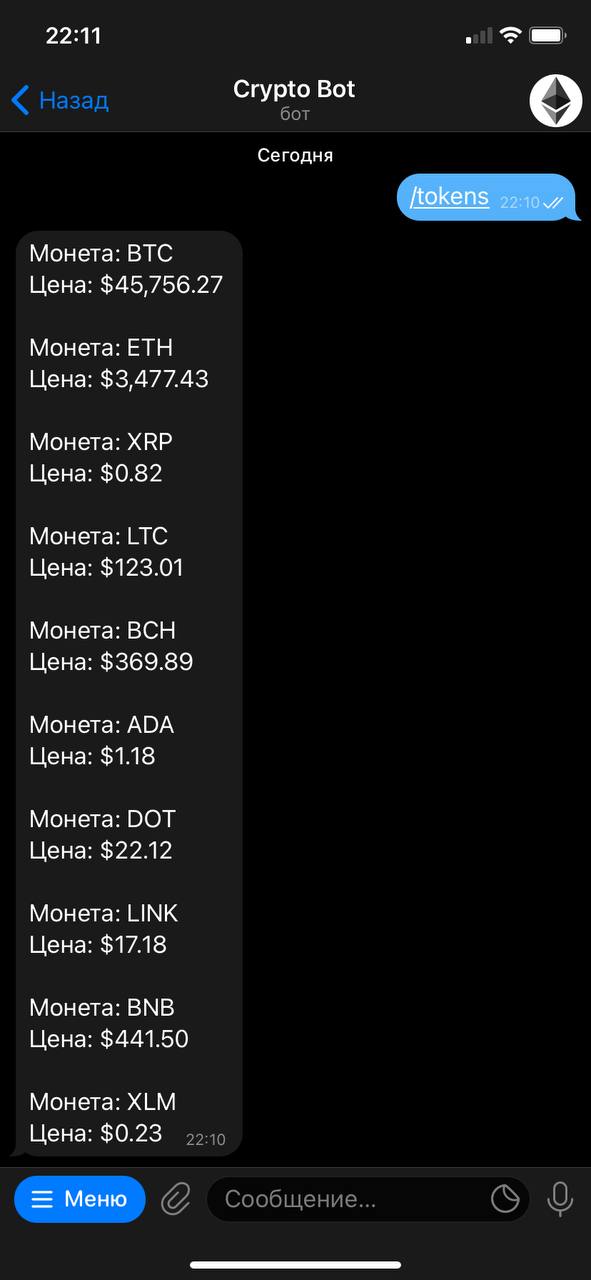 22:11
Назад
Crypto Bot
бот
Сегодня
/tokens 22:10
Монета: BTC
Цена: $45,756.27
Монета: ETH
Цена: $3,477.43
Монета: XRP
Цена: $0.82
Монета: LTC
Цена: $123.01
Монета: BCH
Цена: $369.89
Монета: ADA
Цена: $1.18
Монета: DOT
Цена: $22.12
Монета: LINK
Цена: $17.18
Монета: BNB
Цена: $441.50
Монета: XLM
Цена: $0.23 22:10
Меню Сообщение...